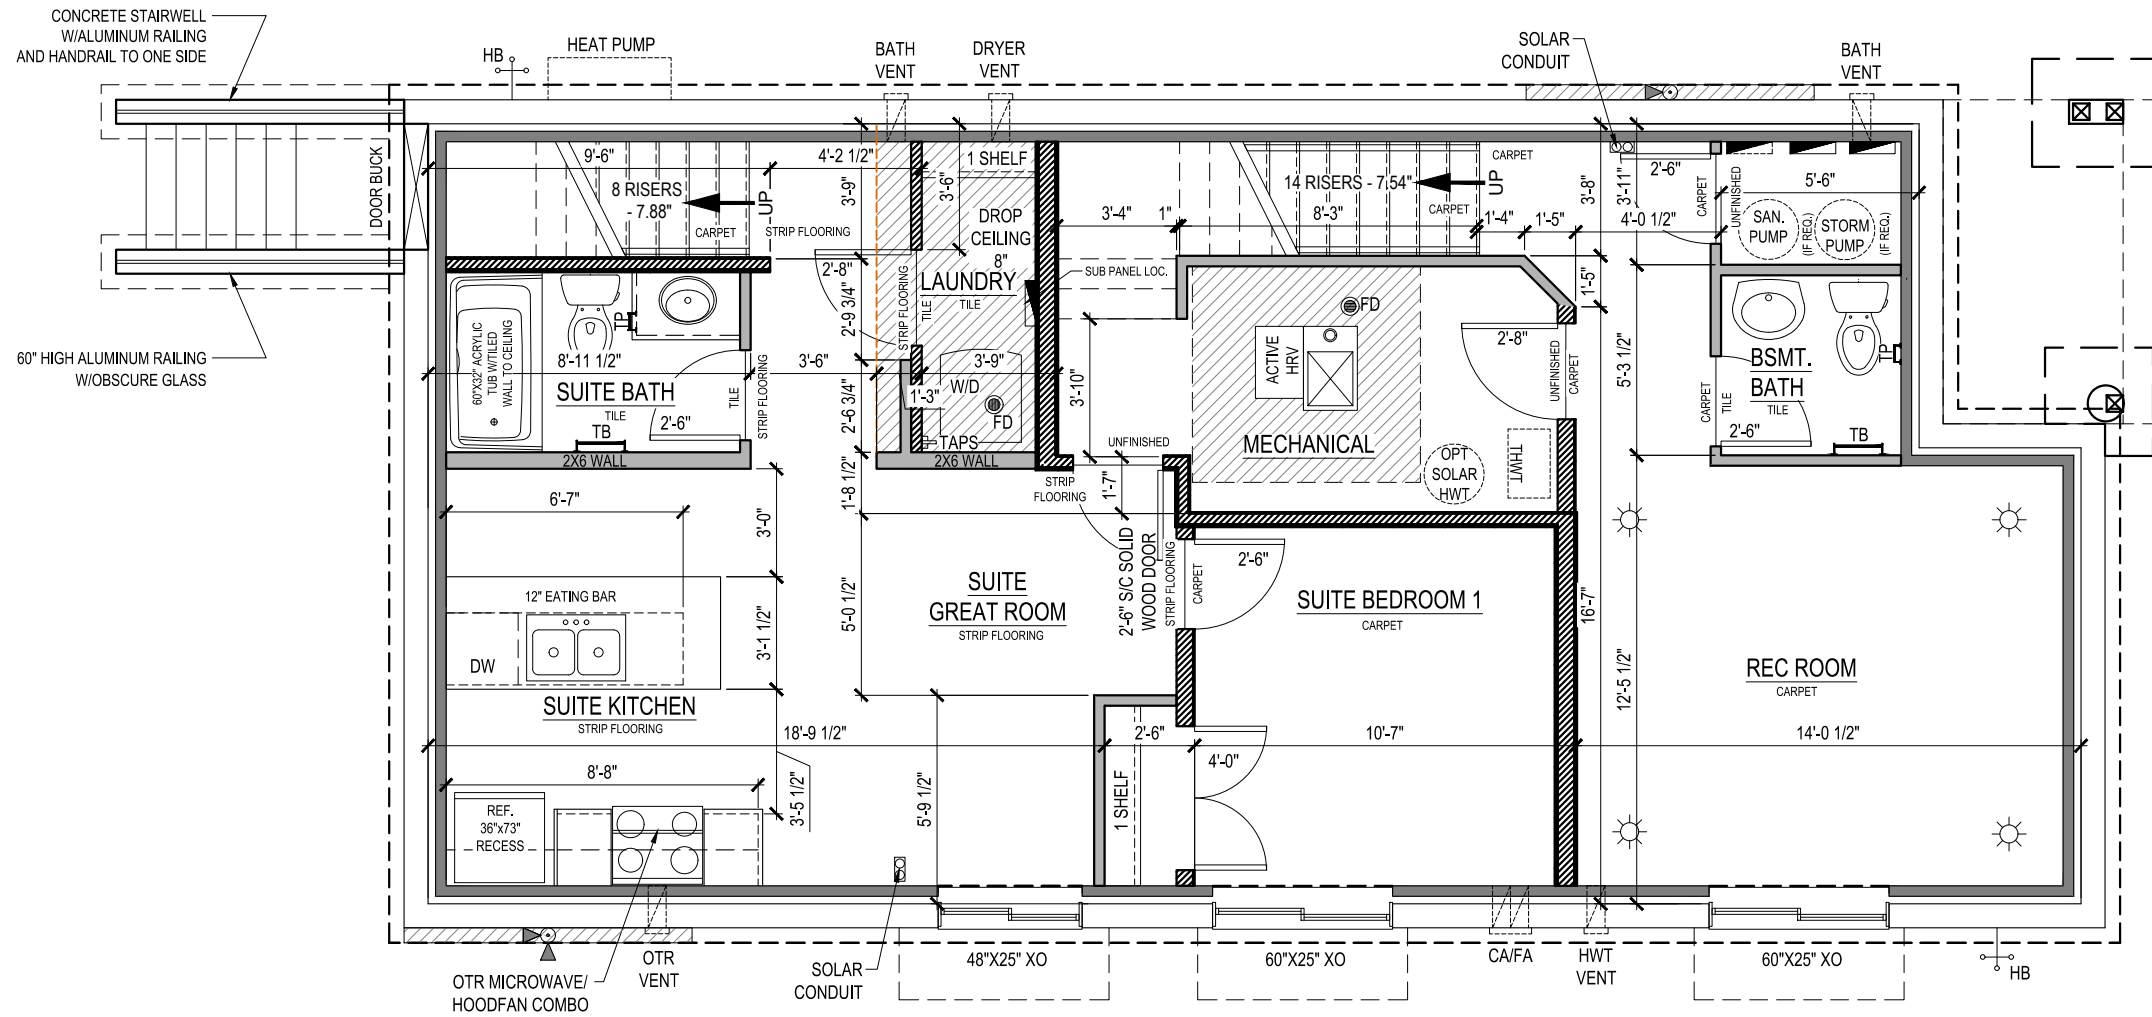 CONCRETE STAIRWELL
W/ALUMINUM RAILING
AND HANDRAIL TO ONE SIDE
HB
HEAT PUMP
BATH
VENT
DRYER
VENT
SOLAR
CONDUIT
BATH
VENT
DOOR BUCK
9'-6"
8 RISERS
- 7.88"
UP
CARPET
STRIP FLOORING
4'-2 1/2"
3'-9"
3'-6"
1 SHELF
DROP
CEILING
8"
LAUNDRY
TILE
2'-8"
2'-9 3/4"
STRIP FLOORING
TILE
3'-4"
1"
14 RISERS - 7.54"
8'-3"
CARPET
UP
CARPET
1'-4"
1'-5"
3'-8"
3'-11"
4'-0 1/2"
2'-6"
CARPET
UNFINISHED
5'-6"
SAN.
PUMP
(IF REQ.)
STORM
PUMP
(IF REQ.)
60" HIGH ALUMINUM RAILING
W/OBSCURE GLASS
60"X32" ACRYLIC
TUB W/TILED
WALL TO CEILING
TP
8'-11 1/2"
SUITE BATH
TILE
TB
2'-6"
TILE
STRIP FLOORING
2X6 WALL
3'-6"
2'-6 3/4"
1'-3"
3'-9"
W/D
FD
TAPS
2X6 WALL
SUB PANEL LOC.
3'-10"
ACTIVE
HRV
FD
MECHANICAL
2'-8"
UNFINISHED
CARPET
1'-5"
5'-3 1/2"
OPT
SOLAR
HWT
THWT
BSMT.
BATH
TILE
TP
CARPET
TILE
2'-6"
TB
UNFINISHED
STRIP
FLOORING
1'-7"
6'-7"
3'-0"
1'-8 1/2"
12" EATING BAR
DW
3'-1 1/2"
5'-0 1/2"
SUITE
GREAT ROOM
STRIP FLOORING
2'-6" S/C SOLID
WOOD DOOR
STRIP FLOORING
CARPET
2'-6"
SUITE BEDROOM 1
CARPET
16'-7"
12'-5 1/2"
REC ROOM
CARPET
SUITE KITCHEN
STRIP FLOORING
18'-9 1/2"
2'-6"
10'-7"
14'-0 1/2"
8'-8"
3'-5 1/2"
5'-9 1/2"
1 SHELF
4'-0"
REF.
36"x73"
RECESS
OTR MICROWAVE/
HOODFAN COMBO
OTR
VENT
SOLAR
CONDUIT
48"X25" XO
60"X25" XO
CA/FA
HWT
VENT
60"X25" XO
HB